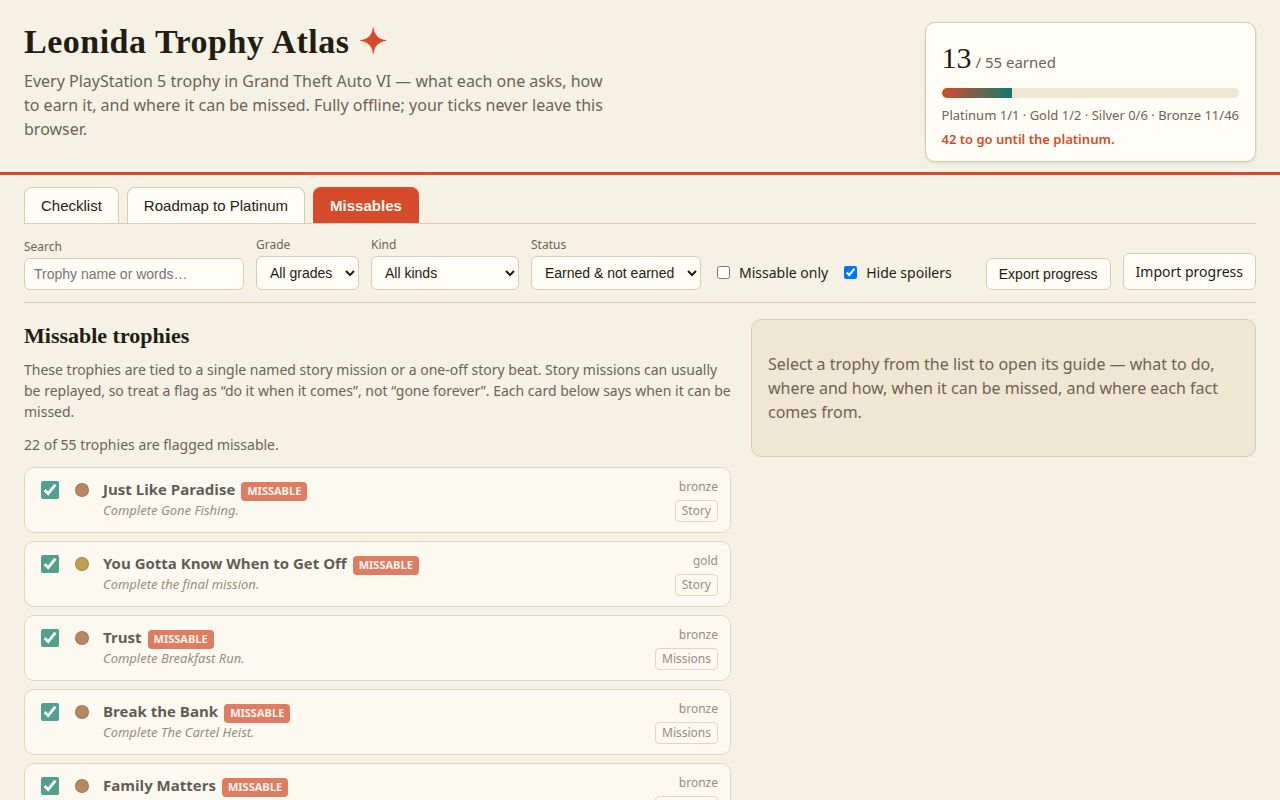 Leonida Trophy Atlas ✦
Every PlayStation 5 trophy in Grand Theft Auto VI — what each one asks, how
to earn it, and where it can be missed. Fully offline; your ticks never leave this
browser.
13 / 55 earned
Platinum 1/1 · Gold 1/2 · Silver 0/6 · Bronze 11/46
42 to go until the platinum.
Checklist
Roadmap to Platinum
Missables
Search
Trophy name or words…
Grade
All grades
Kind
All kinds
Status
Earned & not earned
Missable only
Hide spoilers
Export progress
Import progress
Missable trophies
These trophies are tied to a single named story mission or a one-off story beat. Story missions can usually
be replayed, so treat a flag as “do it when it comes”, not “gone forever”. Each card below says when it can be
missed.
22 of 55 trophies are flagged missable.
Just Like Paradise MISSABLE
Complete Gone Fishing.
bronze
Story
You Gotta Know When to Get Off MISSABLE
Complete the final mission.
gold
Story
Trust MISSABLE
Complete Breakfast Run.
bronze
Missions
Break the Bank MISSABLE
Complete The Cartel Heist.
bronze
Missions
Family Matters MISSABLE
bronze
Select a trophy from the list to open its guide — what to do,
where and how, when it can be missed, and where each fact
comes from.